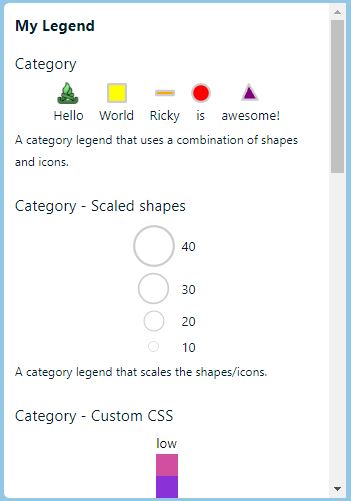 My Legend
Category
Hello World Ricky is awesome!
A category legend that uses a combination of shapes
and icons.
Category - Scaled shapes
40
30
20
10
A category legend that scales the shapes/icons.
Category - Custom CSS
low